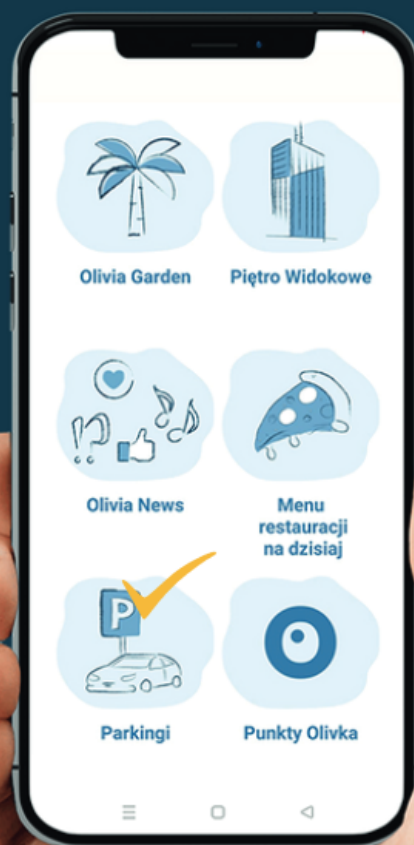 Olivia Garden
Piętro Widokowe
!?
Olivia News
Menu
restauracji
na dzisiaj
P
Parkingi
Punkty Olivka